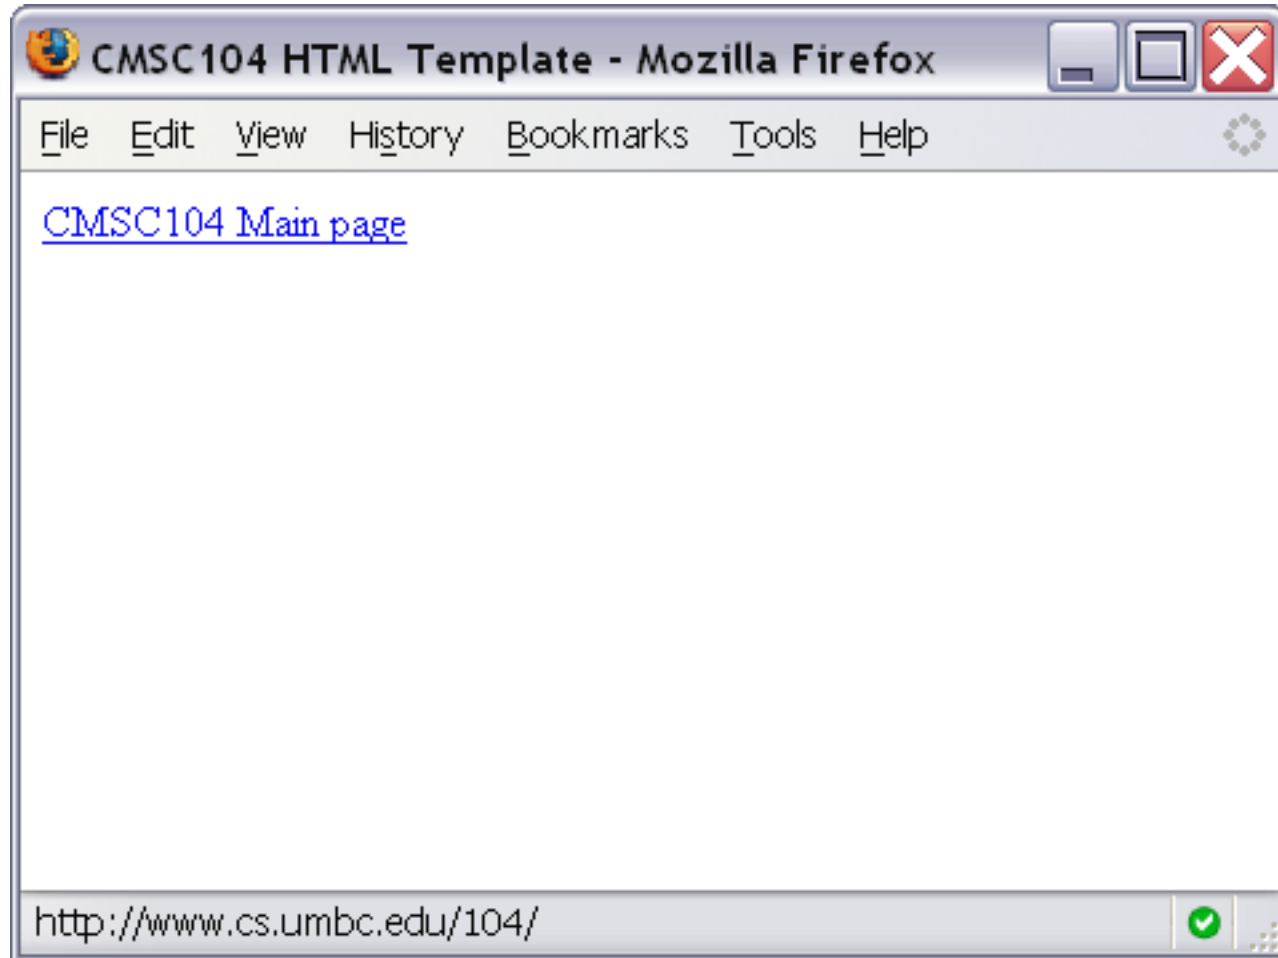 CMSC104 HTML Template - Mozilla Firefox
File Edit View History Bookmarks Tools Help
CMSC104 Main page
http://www.cs.umbc.edu/104/